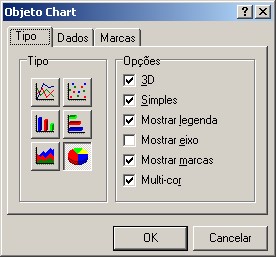 Objeto Chart
Tipo Dados Marcas
Tipo
Opções
3D
Simples
Mostrar legenda
Mostrar eixo
Mostrar marcas
Multi-cor
OK Cancelar